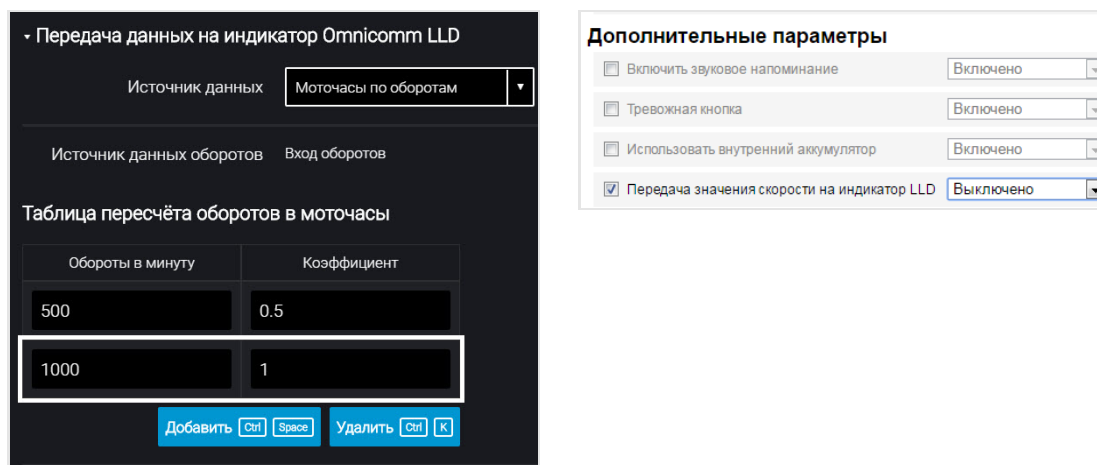 Передача данных на индикатор Omnicomm LLD
Источник данных Моточасы по оборотам
Источник данных оборотов Вход оборотов
Таблица пересчёта оборотов в моточасы
Обороты в минуту Коэффициент
500 0.5
1000 1
Добавить Ctrl Space Удалить Ctrl K
Дополнительные параметры
Включить звуковое напоминание Включено
Тревожная кнопка Включено
Использовать внутренний аккумулятор Включено
Передача значения скорости на индикатор LLD Выключено